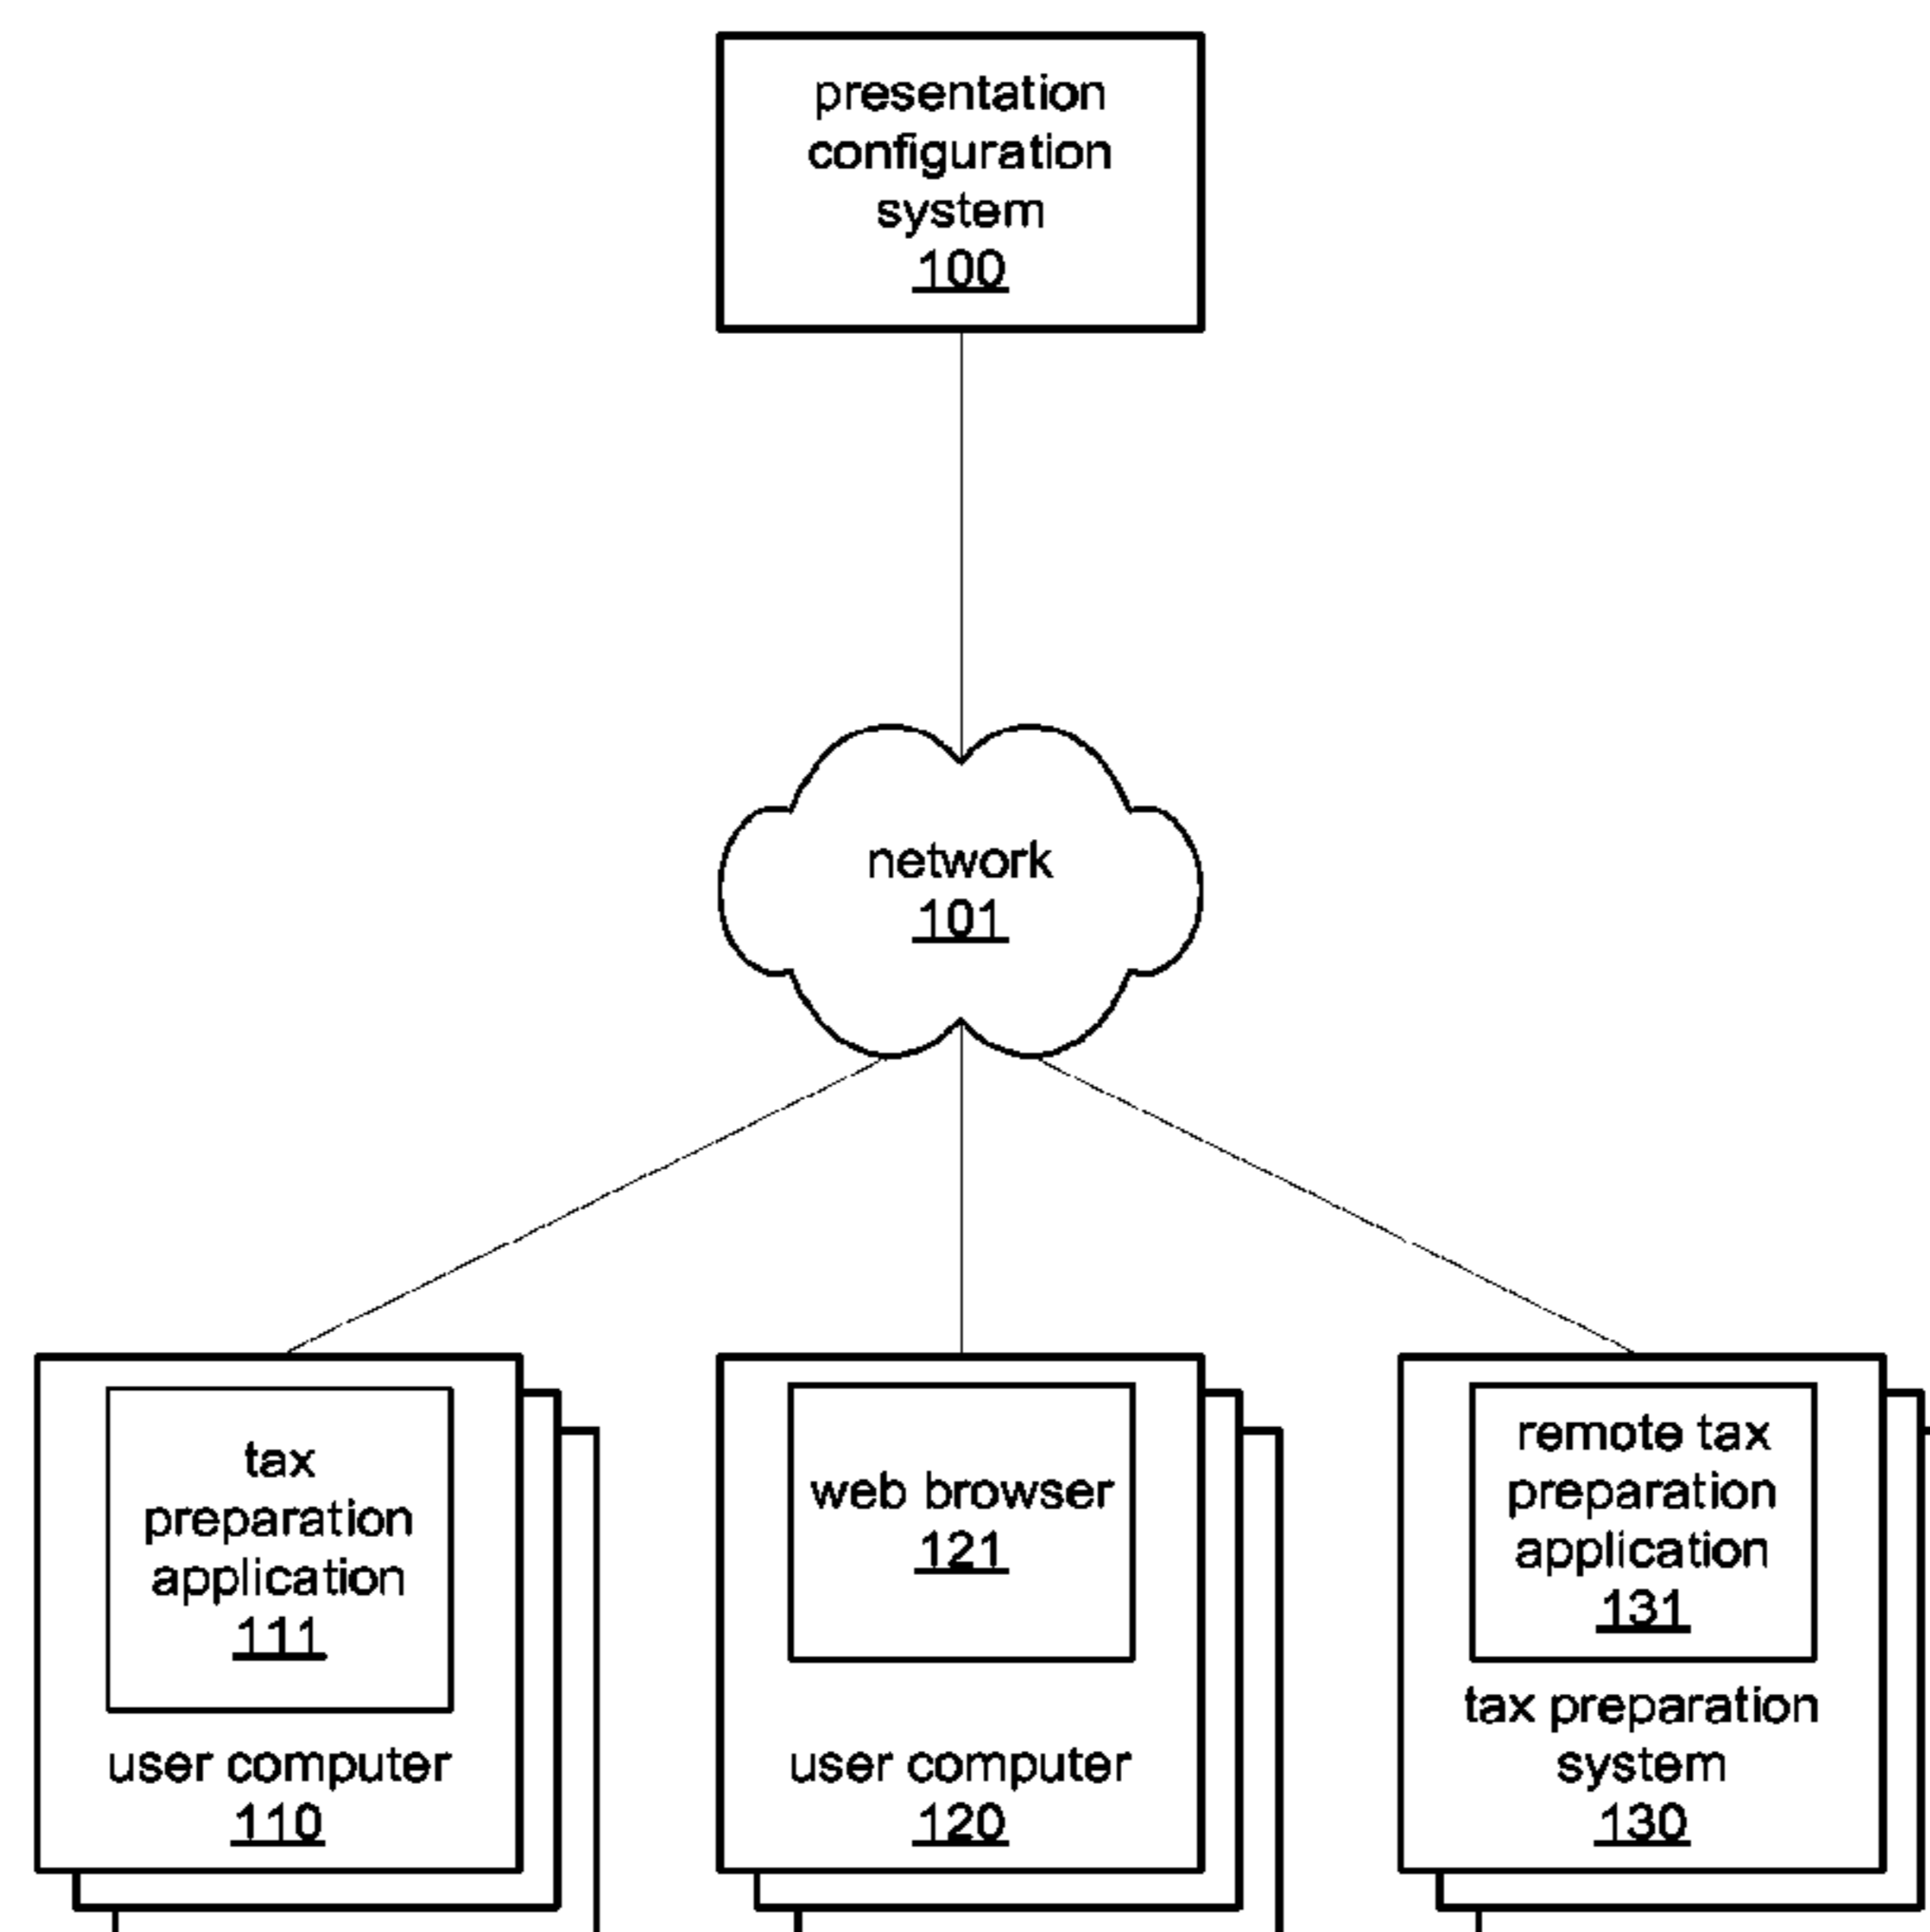 presentation
configuration
system
100
network
101
tax
preparation
application
111
user computer
110
web browser
121
user computer
120
remote tax
preparation
application
131
tax preparation
system
130